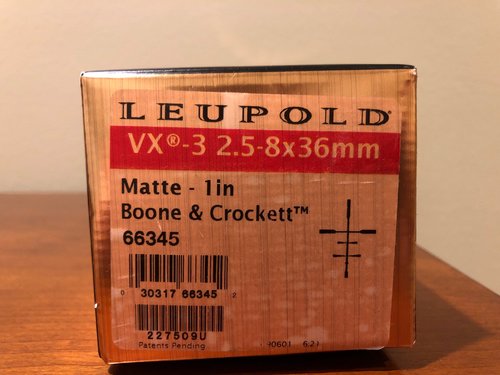 LEUPOLD®
VX®-3 2.5-8x36mm
Matte - 1in
Boone & Crockett™
66345
0 30317 66345 2
227509U
Patents Pending